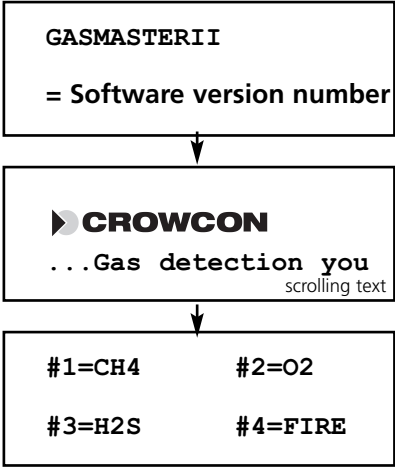 GASMASTERII
= Software version number
CROWCON
...Gas detection you
scrolling text
#1=CH4 #2=O2
#3=H2S #4=FIRE